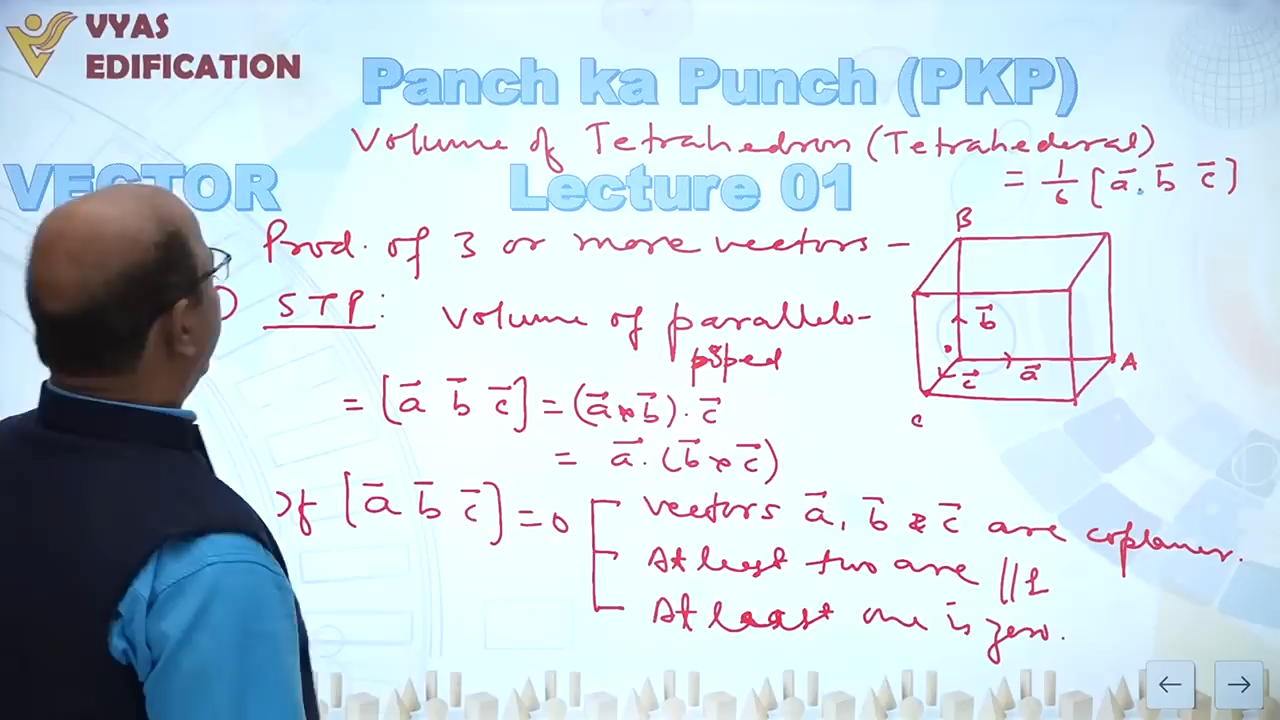 VYAS
EDIFICATION
Panch ka Punch (PKP)
Volume of Tetrahedron (Tetrahederal)
= 1/6 [a⃗. b⃗ c⃗]
VECTOR Lecture 01
Prod. of 3 or more vectors –
STP: Volume of parallelo-
piped
= [a⃗ b⃗ c⃗] = (a⃗ × b⃗) · c⃗
= a⃗ · (b⃗ × c⃗)
B
b⃗
c⃗ a⃗ A
C
If [a⃗ b⃗ c⃗] = 0
vectors a⃗, b⃗ & c⃗ are coplaner.
At least two are ||l
At least one is zero.
← →